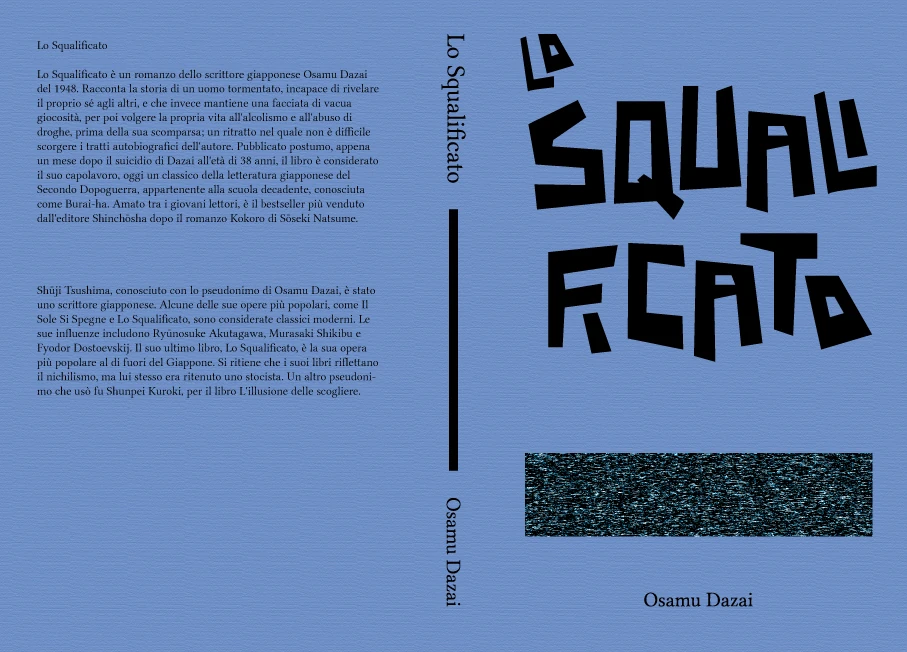 Lo Squalificato
Lo Squalificato è un romanzo dello scrittore giapponese Osamu Dazai
del 1948. Racconta la storia di un uomo tormentato, incapace di rivelare
il proprio sé agli altri, e che invece mantiene una facciata di vacua
giocosità, per poi volgere la propria vita all'alcolismo e all'abuso di
droghe, prima della sua scomparsa; un ritratto nel quale non è difficile
scorgere i tratti autobiografici dell'autore. Pubblicato postumo, appena
un mese dopo il suicidio di Dazai all'età di 38 anni, il libro è considerato
il suo capolavoro, oggi un classico della letteratura giapponese del
Secondo Dopoguerra, appartenente alla scuola decadente, conosciuta
come Burai-ha. Amato tra i giovani lettori, è il bestseller più venduto
dall'editore Shinchōsha dopo il romanzo Kokoro di Sōseki Natsume.
Shūji Tsushima, conosciuto con lo pseudonimo di Osamu Dazai, è stato
uno scrittore giapponese. Alcune delle sue opere più popolari, come Il
Sole Si Spegne e Lo Squalificato, sono considerate classici moderni. Le
sue influenze includono Ryūnosuke Akutagawa, Murasaki Shikibu e
Fyodor Dostoevskij. Il suo ultimo libro, Lo Squalificato, è la sua opera
più popolare al di fuori del Giappone. Si ritiene che i suoi libri riflettano
il nichilismo, ma lui stesso era ritenuto uno stocista. Un altro pseudoni-
mo che usò fu Shunpei Kuroki, per il libro L'illusione delle scogliere.
Lo Squalificato
Osamu Dazai
LO
SQUALI
FICATO
Osamu Dazai